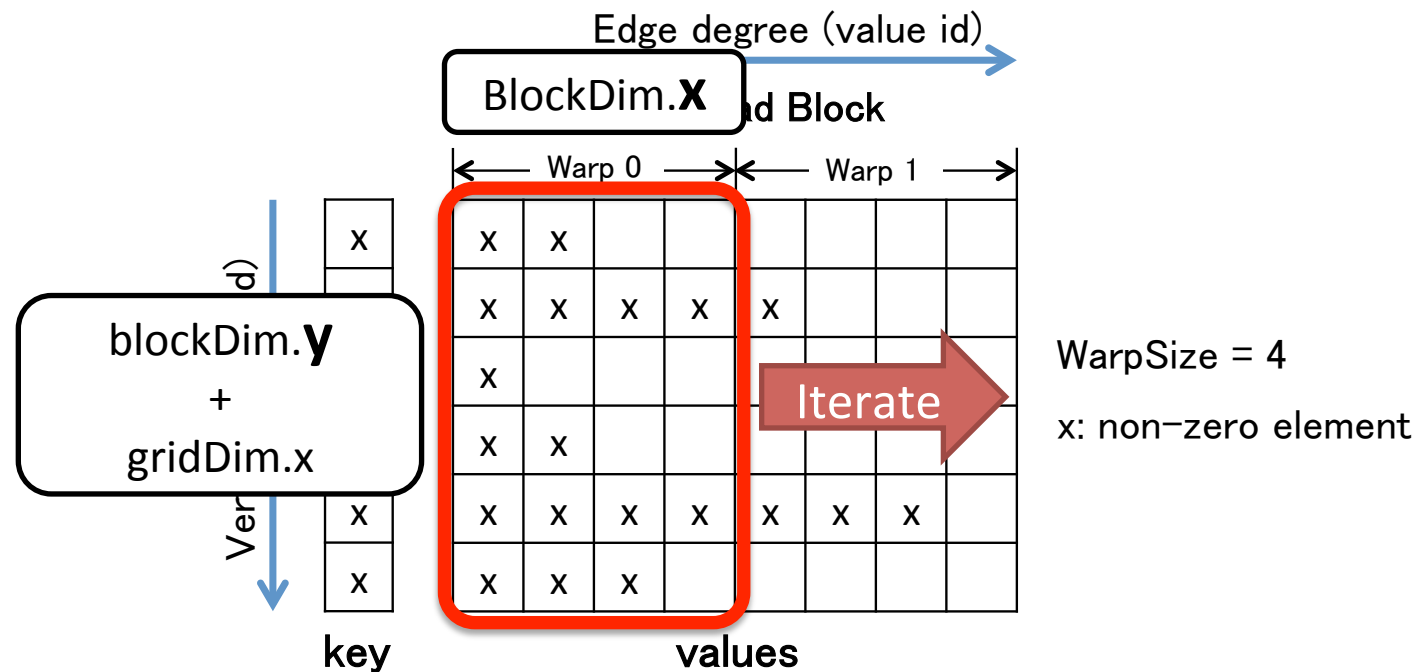 Edge degree (value id)
BlockDim.x
ad Block
Warp 0 Warp 1
x x x
x x x x x
x
x x
x x x x x x x x
x x x x
d)
Ver
blockDim.y
+
gridDim.x
Iterate
WarpSize = 4
x: non-zero element
key values